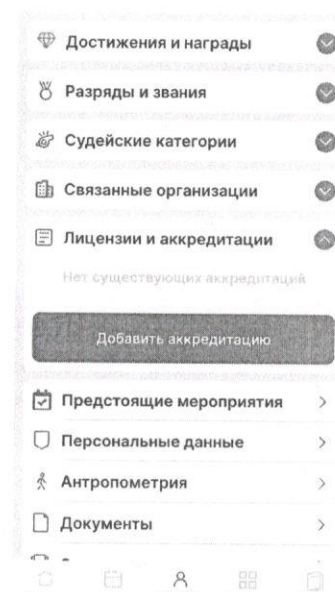 Достижения и награды
Разряды и звания
Судейские категории
Связанные организации
Лицензии и аккредитации
Нет существующих аккредитаций
Добавить аккредитацию
Предстоящие мероприятия
Персональные данные
Антропометрия
Документы